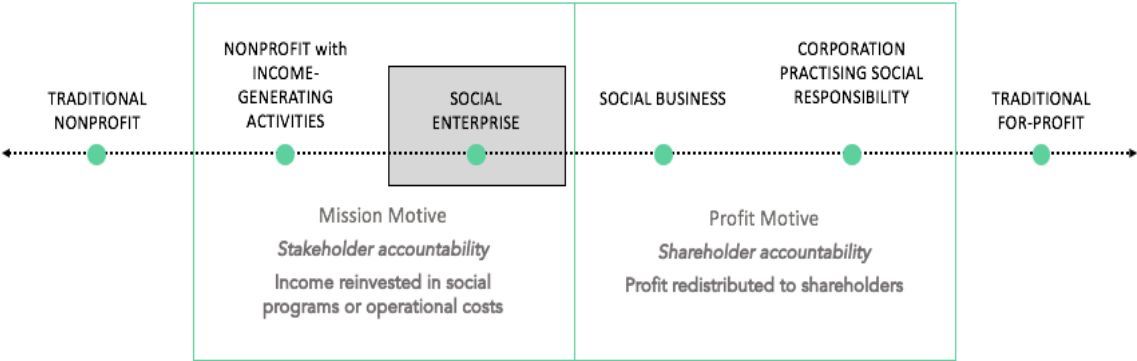 TRADITIONAL
NONPROFIT
NONPROFIT with
INCOME-
GENERATING
ACTIVITIES
SOCIAL
ENTERPRISE
SOCIAL BUSINESS
CORPORATION
PRACTISING SOCIAL
RESPONSIBILITY
TRADITIONAL
FOR-PROFIT
Mission Motive
Stakeholder accountability
Income reinvested in social
programs or operational costs
Profit Motive
Shareholder accountability
Profit redistributed to shareholders